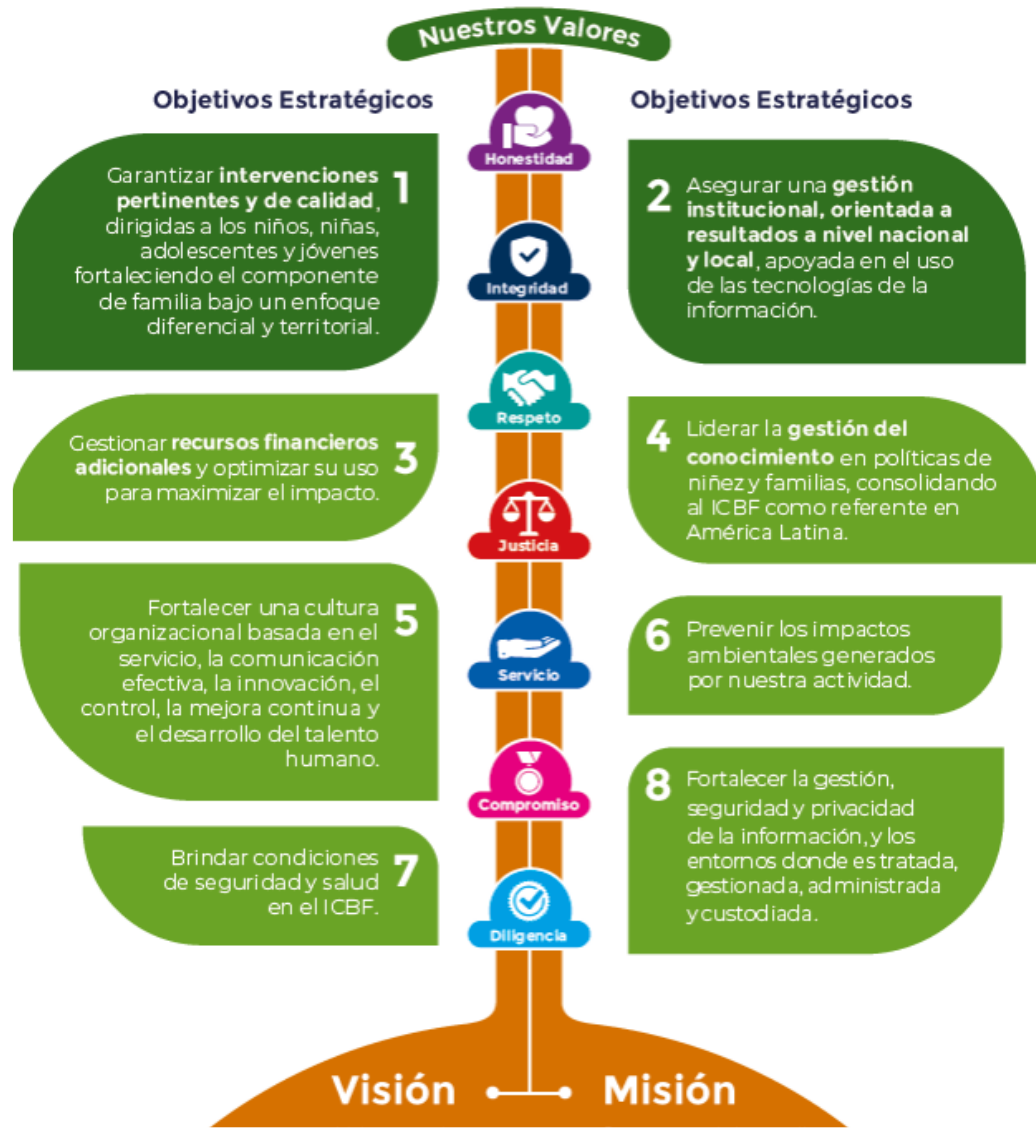 Nuestros Valores
Objetivos Estratégicos
Objetivos Estratégicos
Honestidad
Garantizar intervenciones
pertinentes y de calidad,
dirigidas a los niños, niñas,
adolescentes y jóvenes
fortaleciendo el componente
de familia bajo un enfoque
diferencial y territorial.
1
2
Asegurar una gestión
institucional, orientada a
resultados a nivel nacional
y local, apoyada en el uso
de las tecnologías de la
información.
Integridad
Respeto
Gestionar recursos financieros
adicionales y optimizar su uso
para maximizar el impacto.
3
4
Liderar la gestión del
conocimiento en políticas de
niñez y familias, consolidando
al ICBF como referente en
América Latina.
Justicia
Fortalecer una cultura
organizacional basada en el
servicio, la comunicación
efectiva, la innovación, el
control, la mejora continua y
el desarrollo del talento
humano.
5
6
Prevenir los impactos
ambientales generados
por nuestra actividad.
Servicio
Compromiso
Brindar condiciones
de seguridad y salud
en el ICBF.
7
8
Fortalecer la gestión,
seguridad y privacidad
de la información, y los
entornos donde es tratada,
gestionada, administrada
y custodiada.
Diligencia
Visión
Misión